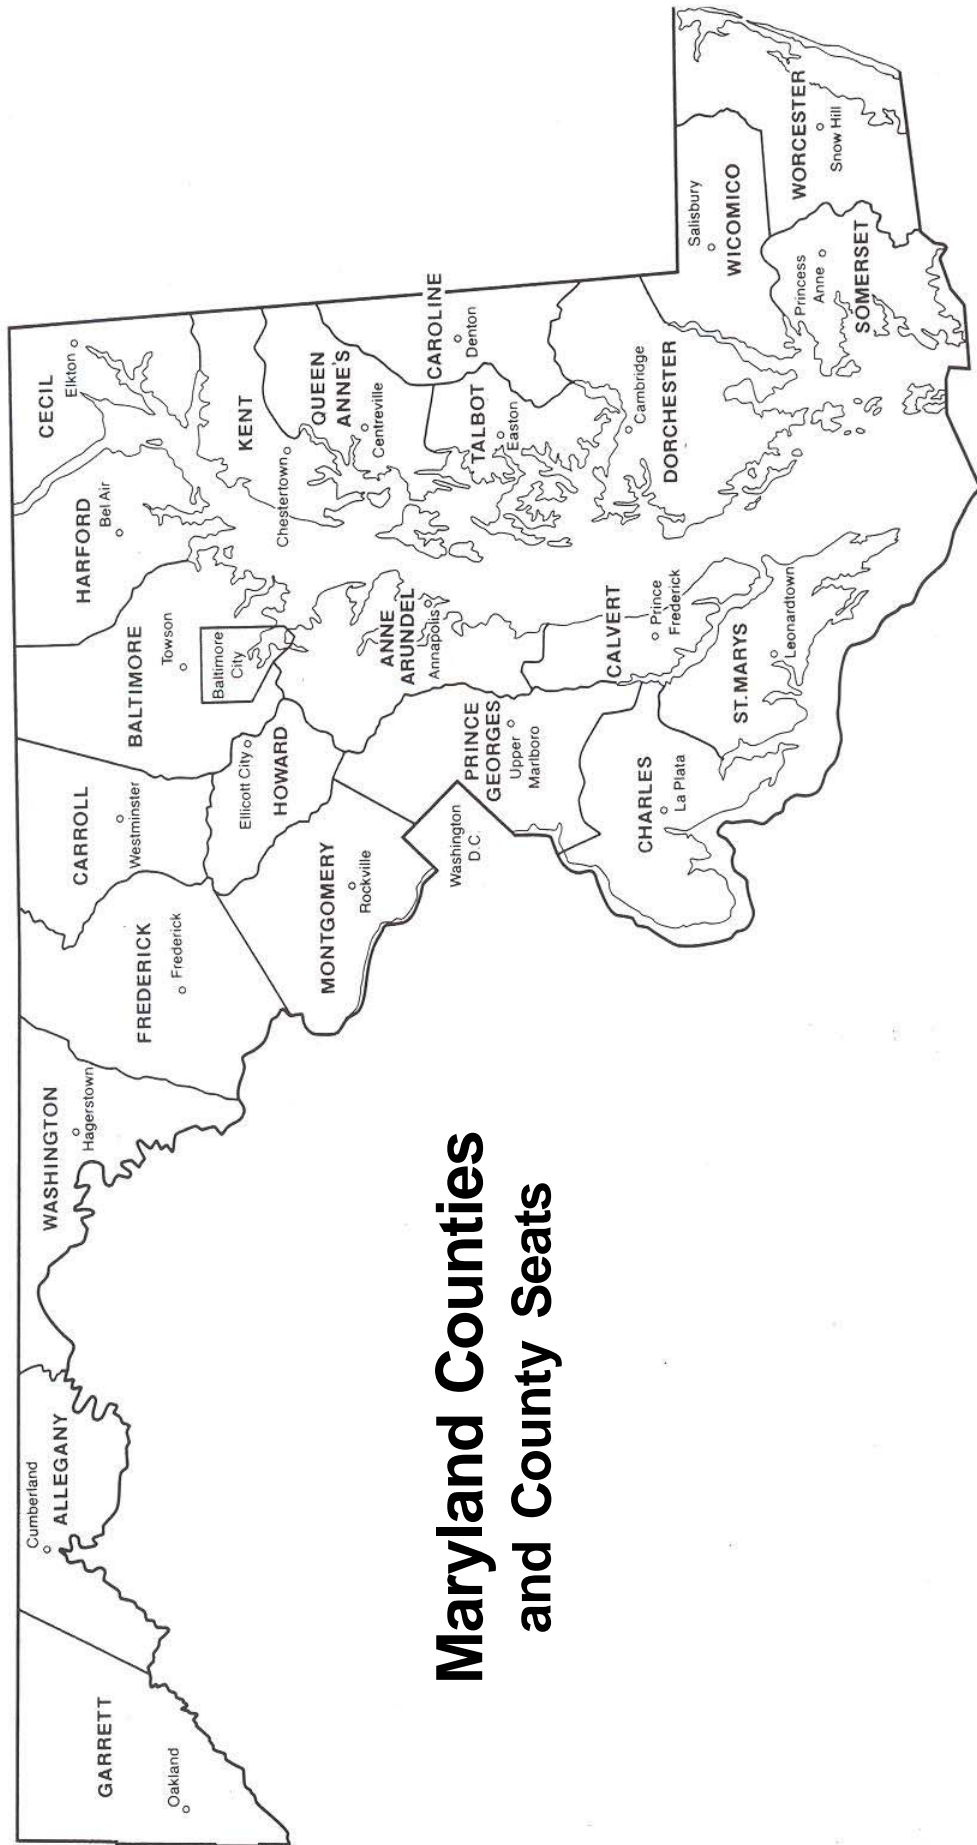 Maryland Counties
and County Seats
GARRETT
Oakland
Cumberland
ALLEGANY
WASHINGTON
Hagerstown
FREDERICK
Frederick
CARROLL
Westminster
BALTIMORE
Towson
Baltimore
City
HARFORD
Bel Air
CECIL
Elkton
KENT
Chestertown
QUEEN
ANNE'S
Centreville
CAROLINE
Denton
TALBOT
Easton
Cambridge
DORCHESTER
Salisbury
WICOMICO
WORCESTER
Snow Hill
Princess
Anne
SOMERSET
Ellicott City
HOWARD
MONTGOMERY
Rockville
ANNE
ARUNDEL
Annapolis
PRINCE
GEORGES
Upper
Marlboro
Washington
D.C.
CALVERT
Prince
Frederick
CHARLES
La Plata
ST. MARYS
Leonardtown